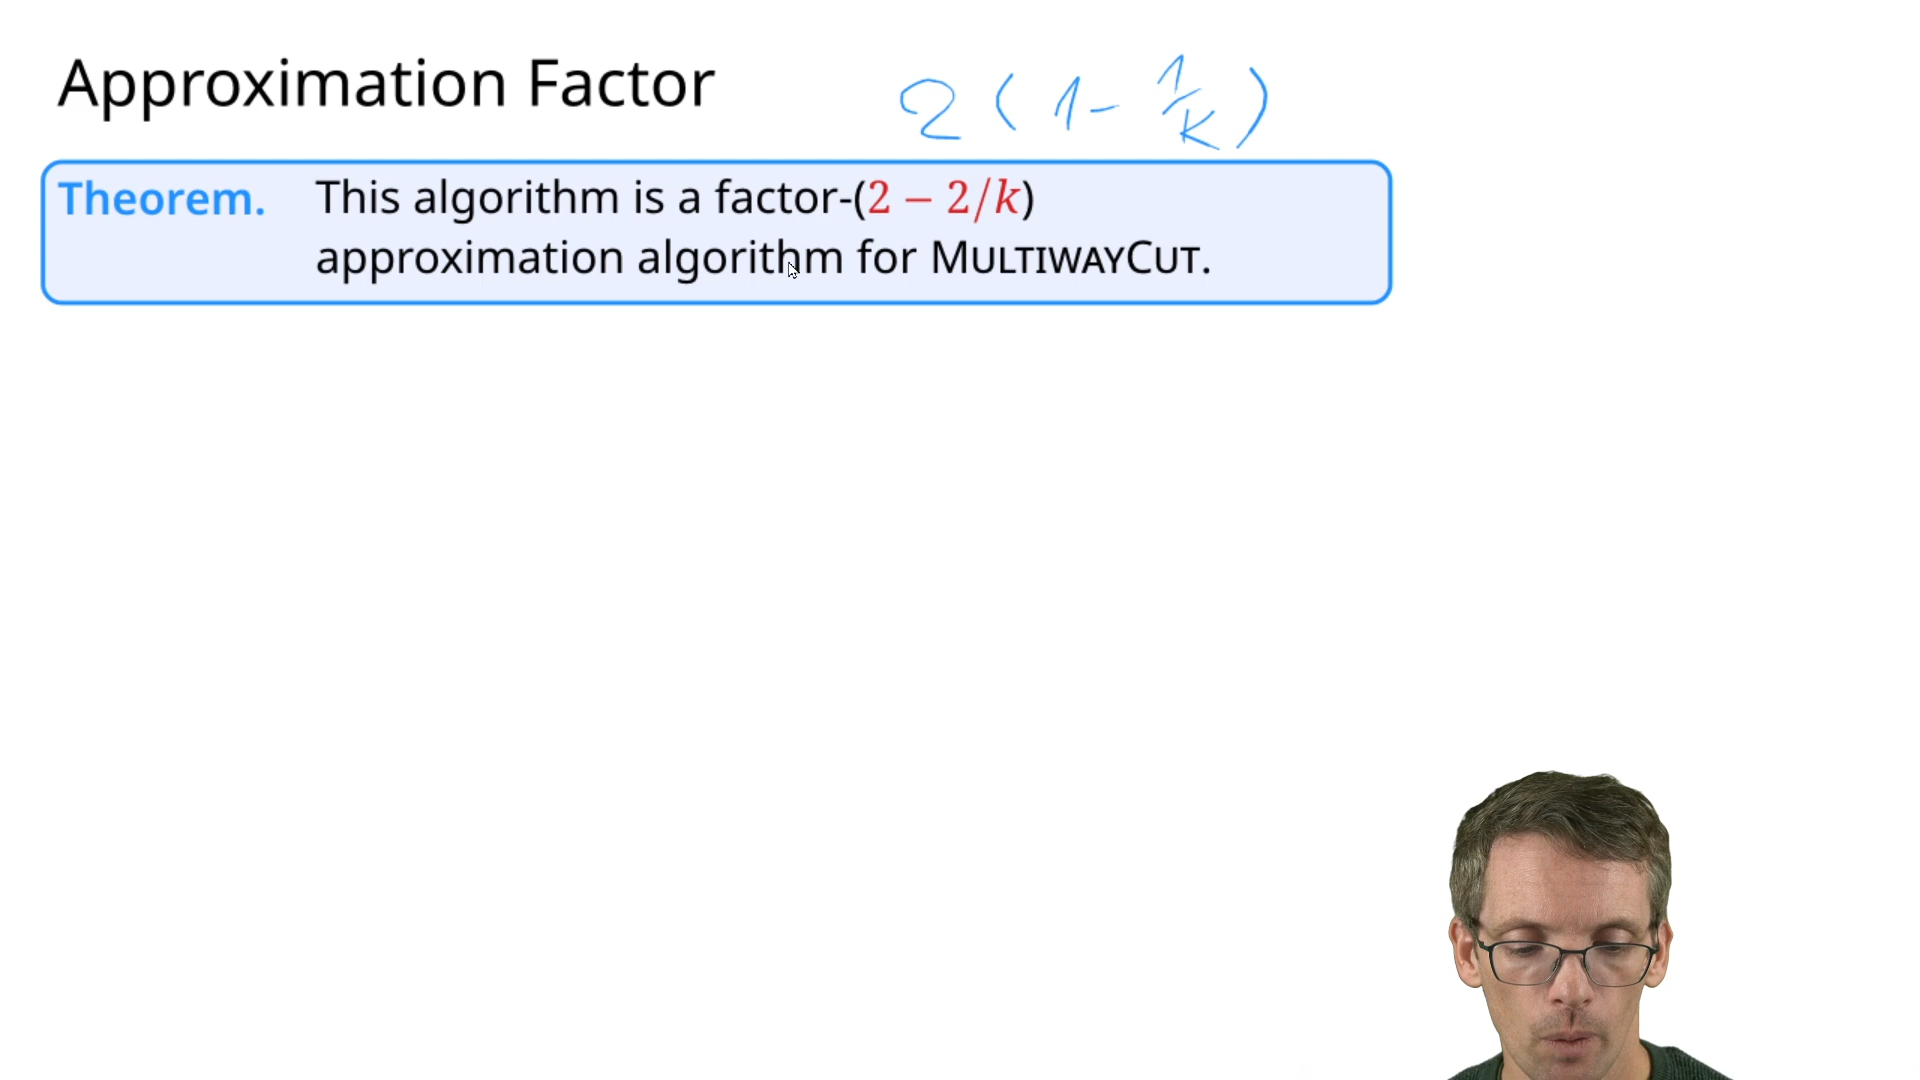 Approximation Factor
2 ( 1 - 1/k )
Theorem. This algorithm is a factor-(2 − 2/k)
approximation algorithm for MULTIWAYCUT.